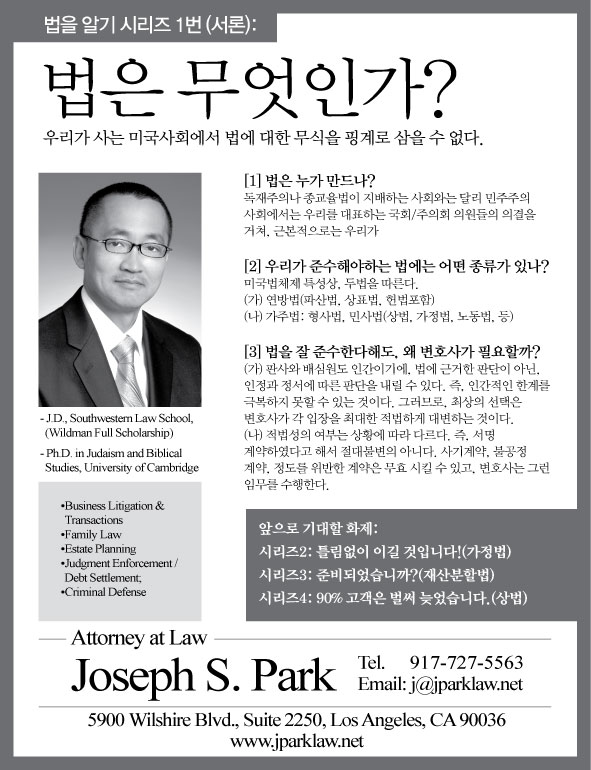 법을 알기 시리즈 1번 (서론):
법은 무엇인가?
우리가 사는 미국사회에서 법에 대한 무식을 핑계로 삼을 수 없다.
[1] 법은 누가 만드나?
독재주의나 종교율법이 지배하는 사회와는 달리 민주주의
사회에서는 우리를 대표하는 국회/주의회 의원들의 의결을
거쳐, 근본적으로는 우리가
[2] 우리가 준수해야하는 법에는 어떤 종류가 있나?
미국법체제 특성상, 두법을 따른다.
(가) 연방법(파산법, 상표법, 헌법포함)
(나) 가주법: 형사법, 민사법(상법, 가정법, 노동법, 등)
[3] 법을 잘 준수한다해도, 왜 변호사가 필요할까?
(가) 판사와 배심원도 인간이기에, 법에 근거한 판단이 아닌,
인정과 정서에 따른 판단을 내릴 수 있다. 즉, 인간적인 한계를
극복하지 못할 수 있는 것이다. 그러므로, 최상의 선택은
변호사가 각 입장을 최대한 적법하게 대변하는 것이다.
(나) 적법성의 여부는 상황에 따라 다르다. 즉, 서명
계약하였다고 해서 절대불변의 아니다. 사기계약, 불공정
계약, 정도를 위반한 계약은 무효 시킬 수 있고, 변호사는 그런
임무를 수행한다.
- J.D., Southwestern Law School,
(Wildman Full Scholarship)
- Ph.D. in Judaism and Biblical
Studies, University of Cambridge
•Business Litigation &
Transactions
•Family Law
•Estate Planning
•Judgment Enforcement /
Debt Settlement;
•Criminal Defense
앞으로 기대할 화제:
시리즈2: 틀림없이 이길 것입니다!(가정법)
시리즈3: 준비되었습니까?(재산분할법)
시리즈4: 90% 고객은 벌써 늦었습니다.(상법)
Attorney at Law
Joseph S. Park
Tel. 917-727-5563
Email: j@jparklaw.net
5900 Wilshire Blvd., Suite 2250, Los Angeles, CA 90036
www.jparklaw.net